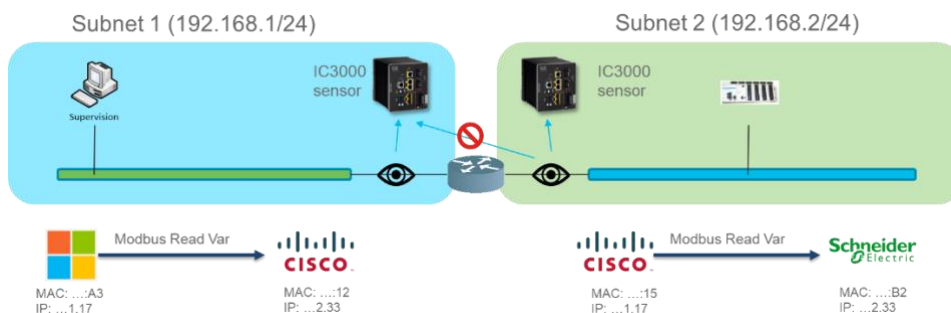 Subnet 1 (192.168.1/24)
Subnet 2 (192.168.2/24)
IC3000
sensor
IC3000
sensor
Supervision
Modbus Read Var
CISCO
Modbus Read Var
Schneider
Electric
MAC: ...:A3
IP: ...1.17
MAC: ...:12
IP: ...2.33
MAC: ...:15
IP: ...1.17
MAC: ...:B2
IP: ...2.33
CISCO